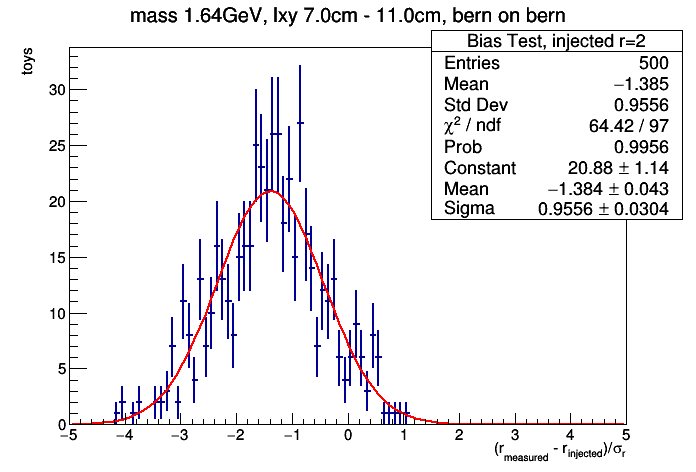 mass 1.64GeV, lxy 7.0cm - 11.0cm, bern on bern
Bias Test, injected r=2
Entries 500
Mean −1.385
Std Dev 0.9556
χ² / ndf 64.42 / 97
Prob 0.9956
Constant 20.88 ± 1.14
Mean −1.384 ± 0.043
Sigma 0.9556 ± 0.0304
toys
30
25
20
15
10
5
0
−5 −4 −3 −2 −1 0 1 2 3 4 5
(r_measured - r_injected)/σ_r